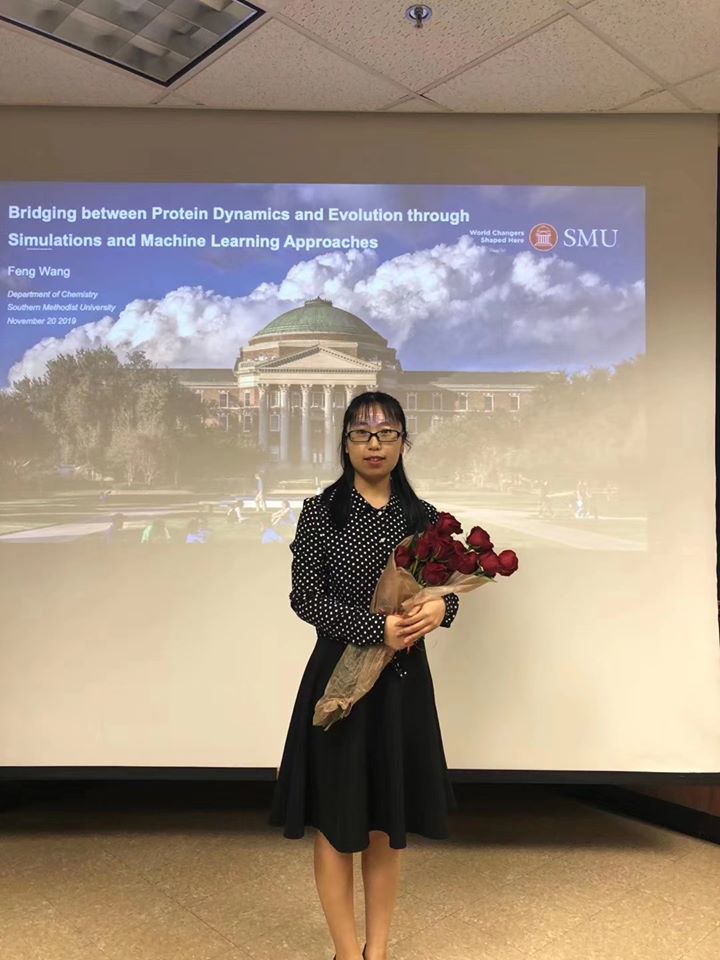 Bridging between Protein Dynamics and Evolution through
Simulations and Machine Learning Approaches
World Changers
Shaped Here
SMU
Feng Wang
Department of Chemistry
Southern Methodist University
November 20 2019